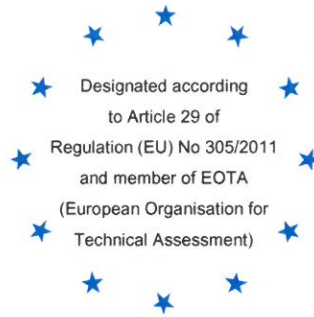 Designated according
to Article 29 of
Regulation (EU) No 305/2011
and member of EOTA
(European Organisation for
Technical Assessment)